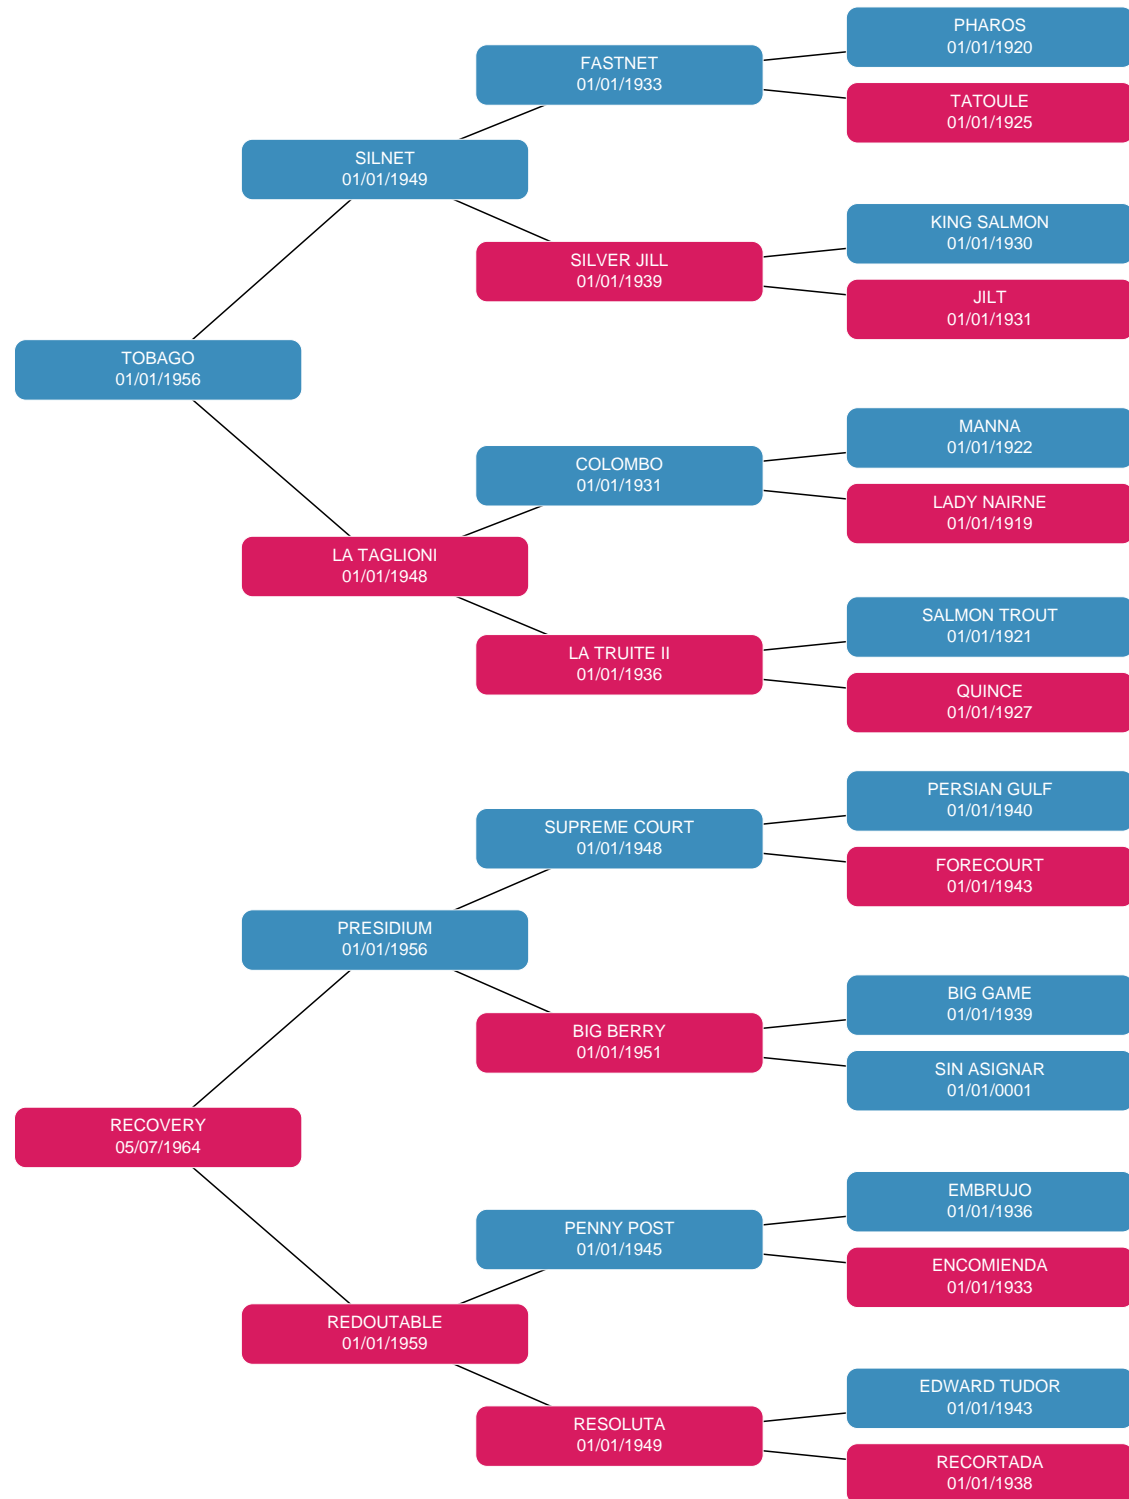 PHAROS
01/01/1920
FASTNET
01/01/1933
TATOULE
01/01/1925
SILNET
01/01/1949
KING SALMON
01/01/1930
SILVER JILL
01/01/1939
JILT
01/01/1931
TOBAGO
01/01/1956
MANNA
01/01/1922
COLOMBO
01/01/1931
LADY NAIRNE
01/01/1919
LA TAGLIONI
01/01/1948
SALMON TROUT
01/01/1921
LA TRUITE II
01/01/1936
QUINCE
01/01/1927
PERSIAN GULF
01/01/1940
SUPREME COURT
01/01/1948
FORECOURT
01/01/1943
PRESIDIUM
01/01/1956
BIG GAME
01/01/1939
BIG BERRY
01/01/1951
SIN ASIGNAR
01/01/0001
RECOVERY
05/07/1964
EMBRUJO
01/01/1936
PENNY POST
01/01/1945
ENCOMIENDA
01/01/1933
REDOUTABLE
01/01/1959
EDWARD TUDOR
01/01/1943
RESOLUTA
01/01/1949
RECORTADA
01/01/1938